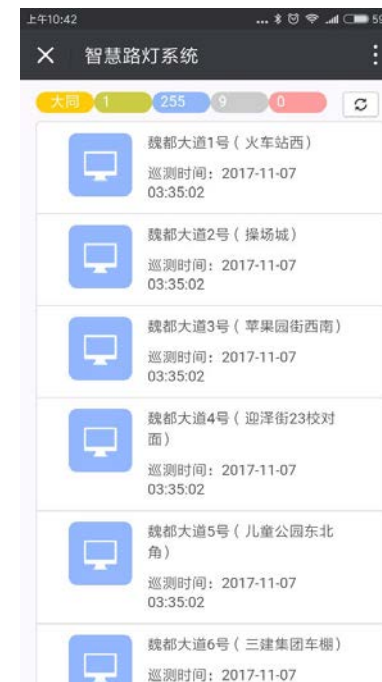 上午10:42 ... 59
智慧路灯系统
大同 1 255 9 0
魏都大道1号（火车站西）
巡测时间：2017-11-07
03:35:02
魏都大道2号（操场城）
巡测时间：2017-11-07
03:35:02
魏都大道3号（苹果园街西南）
巡测时间：2017-11-07
03:35:02
魏都大道4号（迎泽街23校对
面）
巡测时间：2017-11-07
03:35:02
魏都大道5号（儿童公园东北
角）
巡测时间：2017-11-07
03:35:02
魏都大道6号（三建集团车棚）
巡测时间：2017-11-07